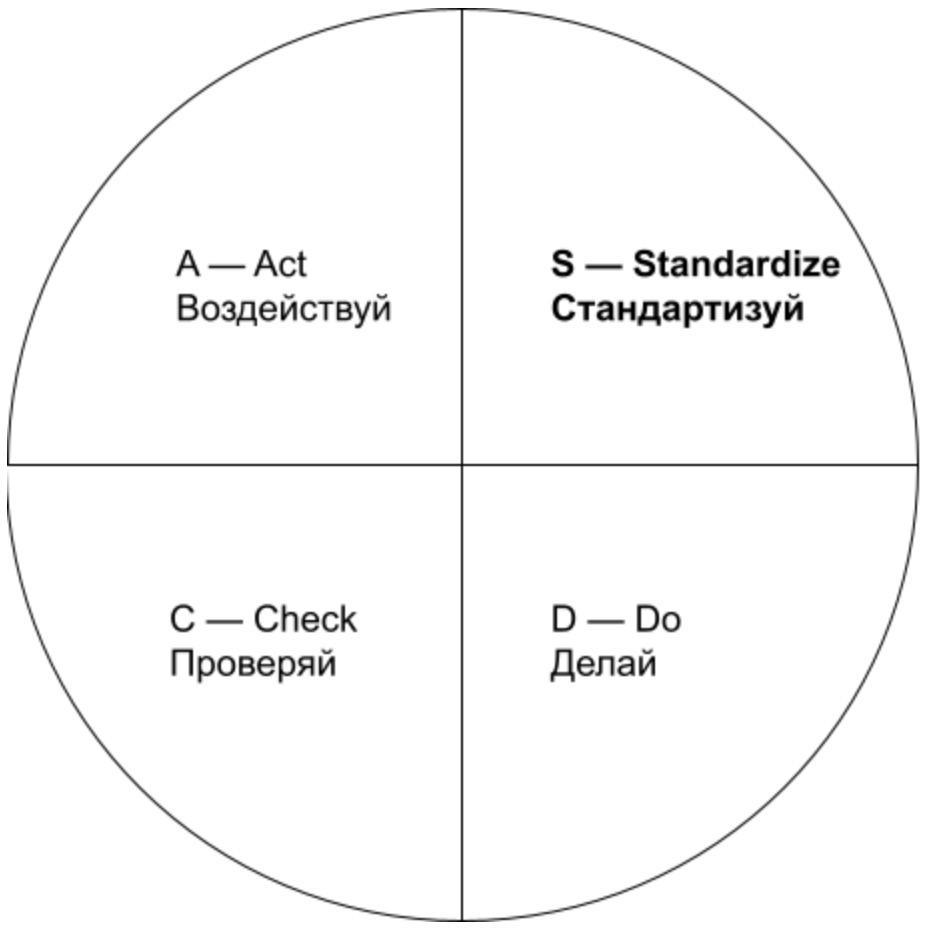 A — Act
Воздействуй
S — Standardize
Стандартизуй
C — Check
Проверяй
D — Do
Делай